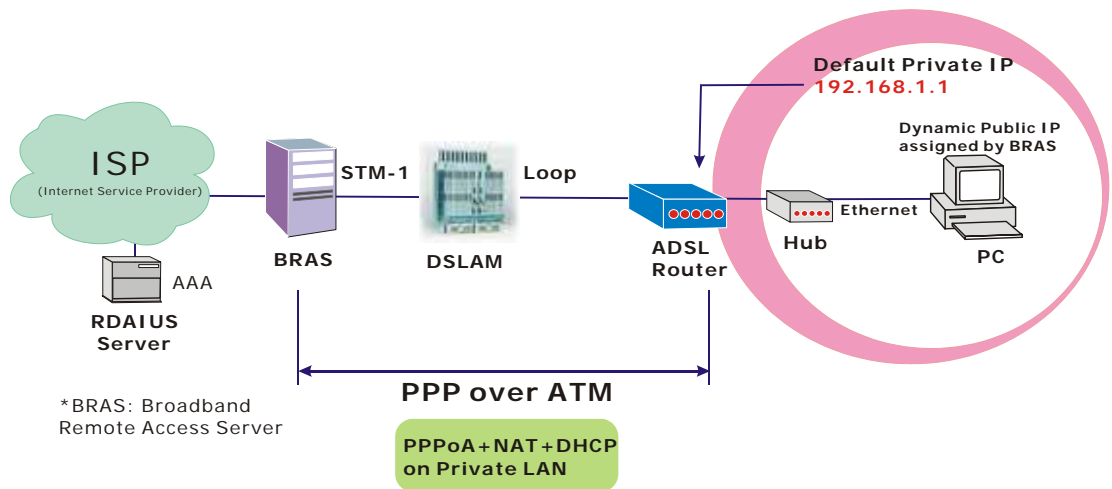 Default Private IP
192.168.1.1
Dynamic Public IP
assigned by BRAS
ISP
(Internet Service Provider)
STM-1
Loop
Ethernet
BRAS
DSLAM
ADSL
Router
Hub
PC
AAA
RDAIUS
Server
PPP over ATM
*BRAS: Broadband
Remote Access Server
PPPoA+NAT+DHCP
on Private LAN